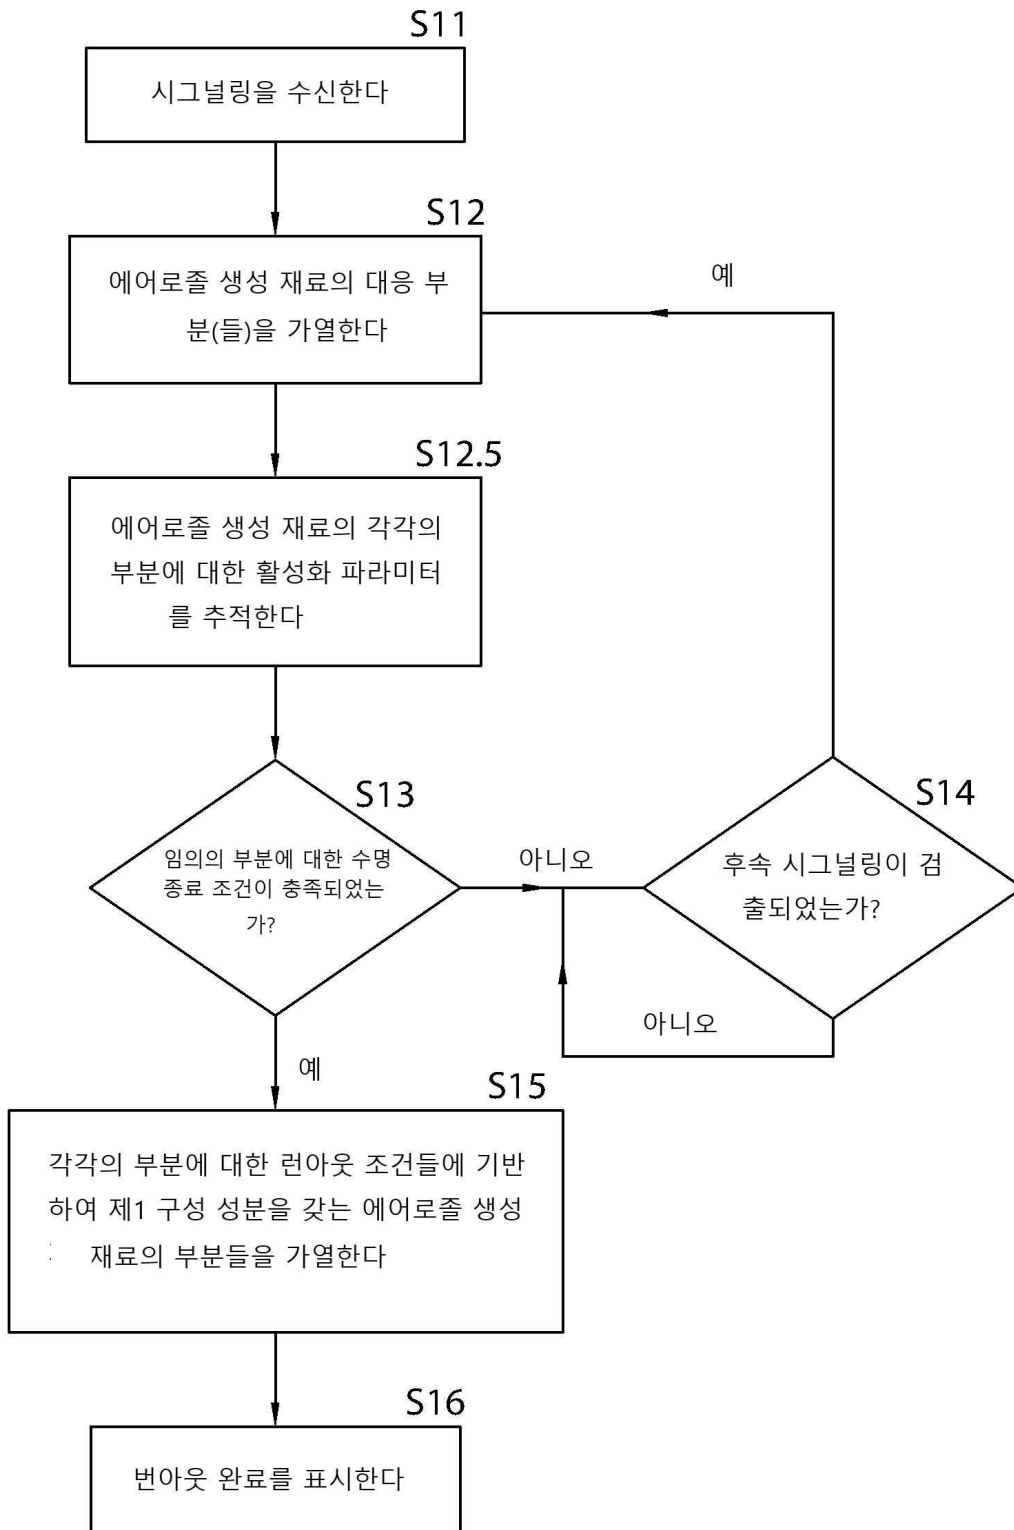 S11
시그널링을 수신한다
S12
에어로졸 생성 재료의 대응 부
분(들)을 가열한다
예
S12.5
에어로졸 생성 재료의 각각의
부분에 대한 활성화 파라미터
를 추적한다
S13
임의의 부분에 대한 수명
종료 조건이 충족되었는
가?
아니오
S14
후속 시그널링이 검
출되었는가?
아니오
예
S15
각각의 부분에 대한 런아웃 조건들에 기반
하여 제1 구성 성분을 갖는 에어로졸 생성
재료의 부분들을 가열한다
S16
번아웃 완료를 표시한다